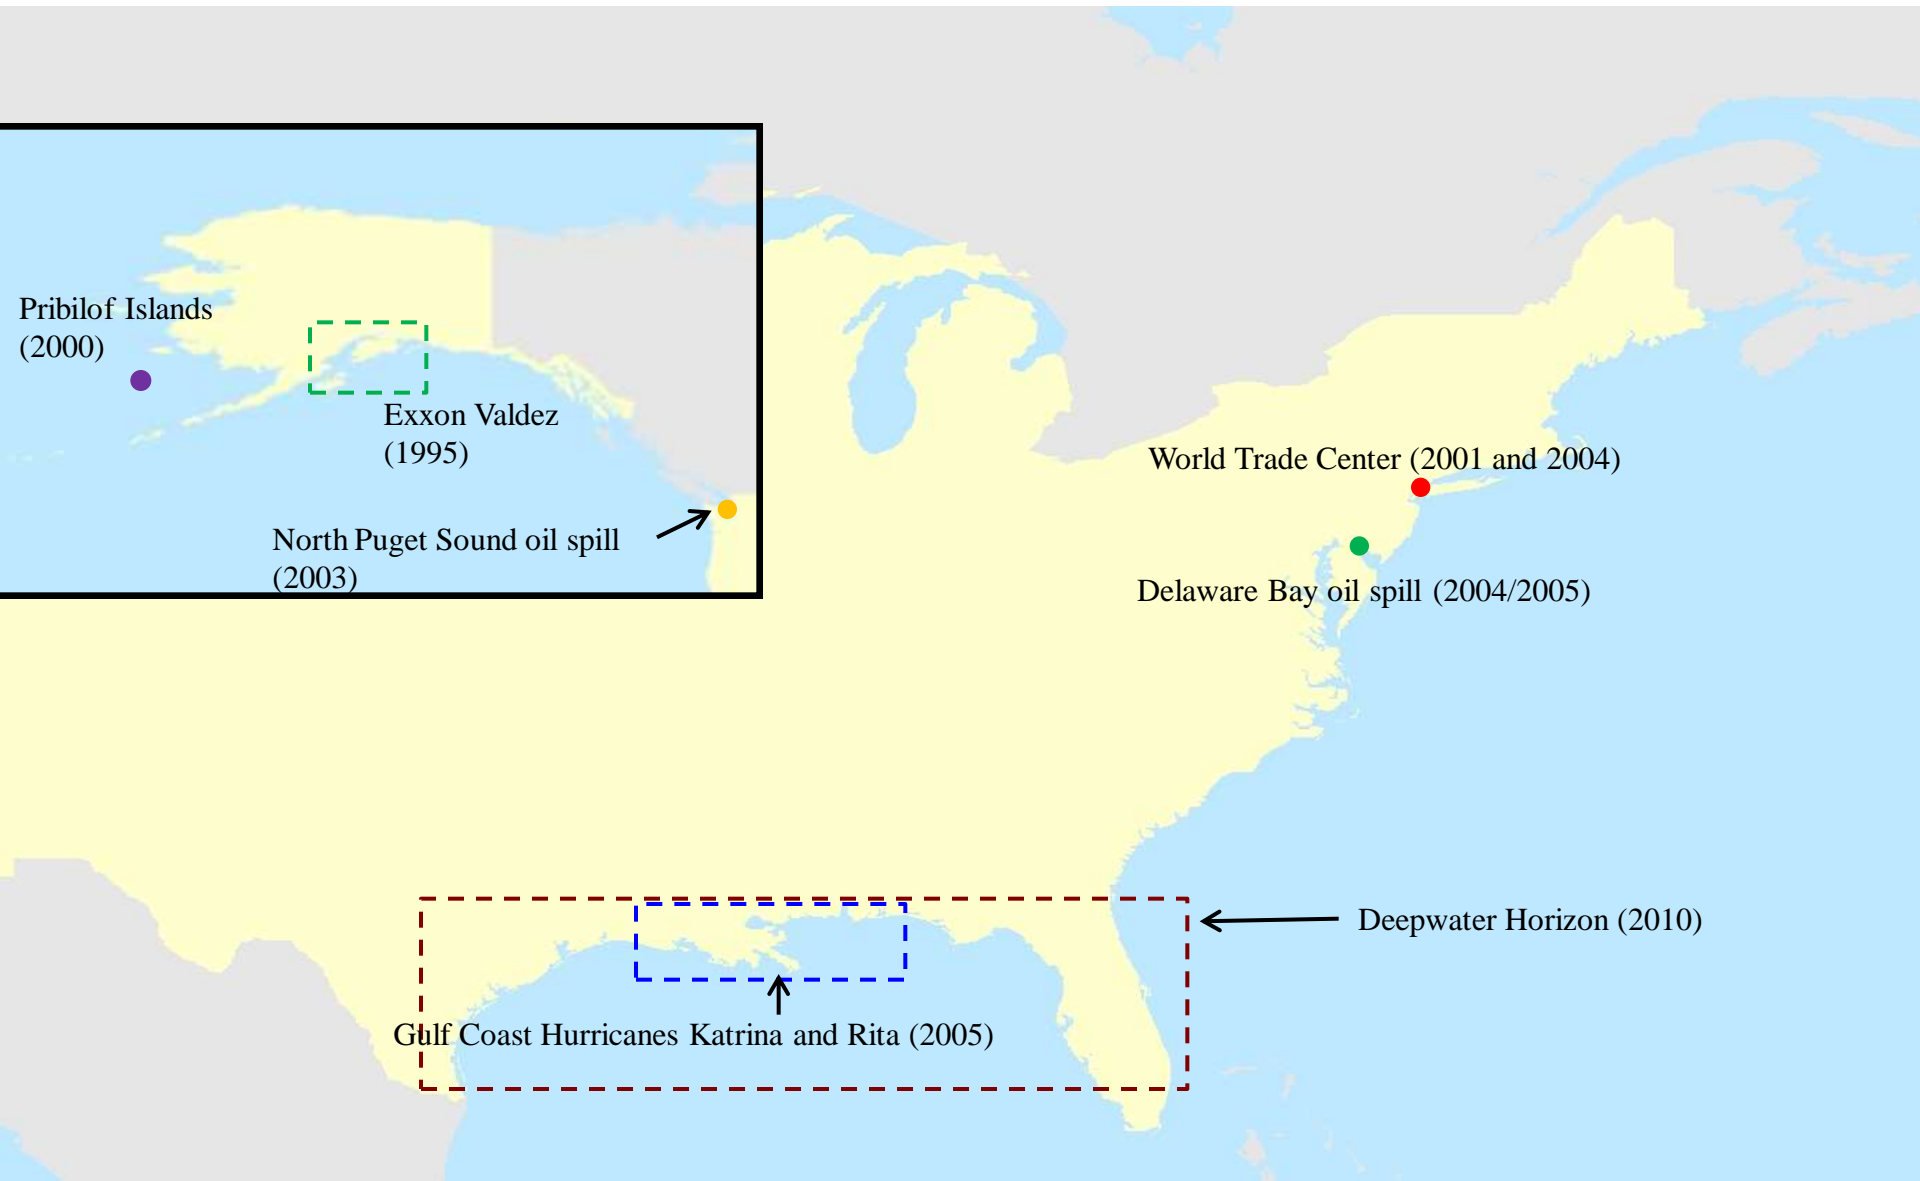 Pribilof Islands
(2000)
Exxon Valdez
(1995)
North Puget Sound oil spill
(2003)
World Trade Center (2001 and 2004)
Delaware Bay oil spill (2004/2005)
Deepwater Horizon (2010)
Gulf Coast Hurricanes Katrina and Rita (2005)